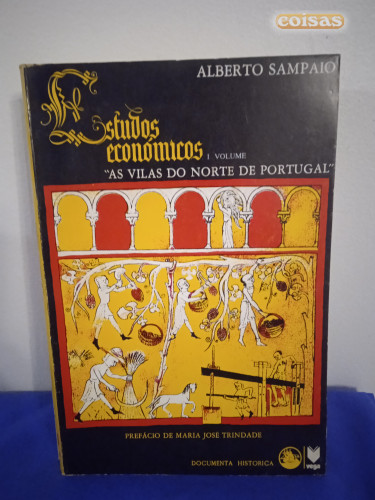 coisas
ALBERTO SAMPAIO
Estudos
económicos I VOLUME
"AS VILAS DO NORTE DE PORTUGAL"
PREFÁCIO DE MARIA JOSÉ TRINDADE
DOCUMENTA HISTORICA
vega